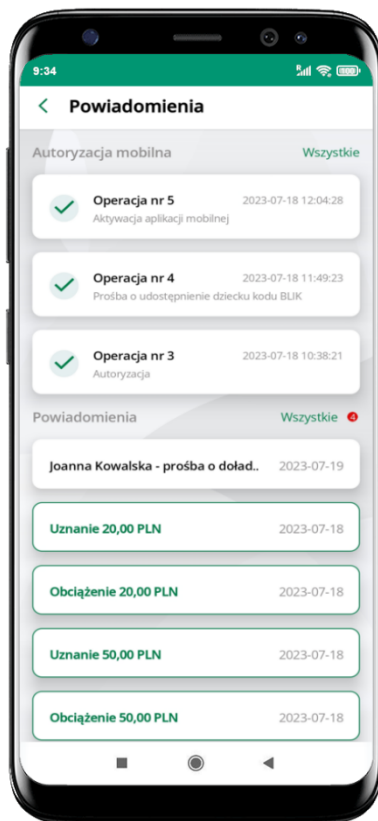 9:34
Powiadomienia
Autoryzacja mobilna Wszystkie
Operacja nr 5 2023-07-18 12:04:28
Aktywacja aplikacji mobilnej
Operacja nr 4 2023-07-18 11:49:23
Prośba o udostępnienie dziecku kodu BLIK
Operacja nr 3 2023-07-18 10:38:21
Autoryzacja
Powiadomienia Wszystkie 4
Joanna Kowalska - prośba o doład.. 2023-07-19
Uznanie 20,00 PLN 2023-07-18
Obciążenie 20,00 PLN 2023-07-18
Uznanie 50,00 PLN 2023-07-18
Obciążenie 50,00 PLN 2023-07-18